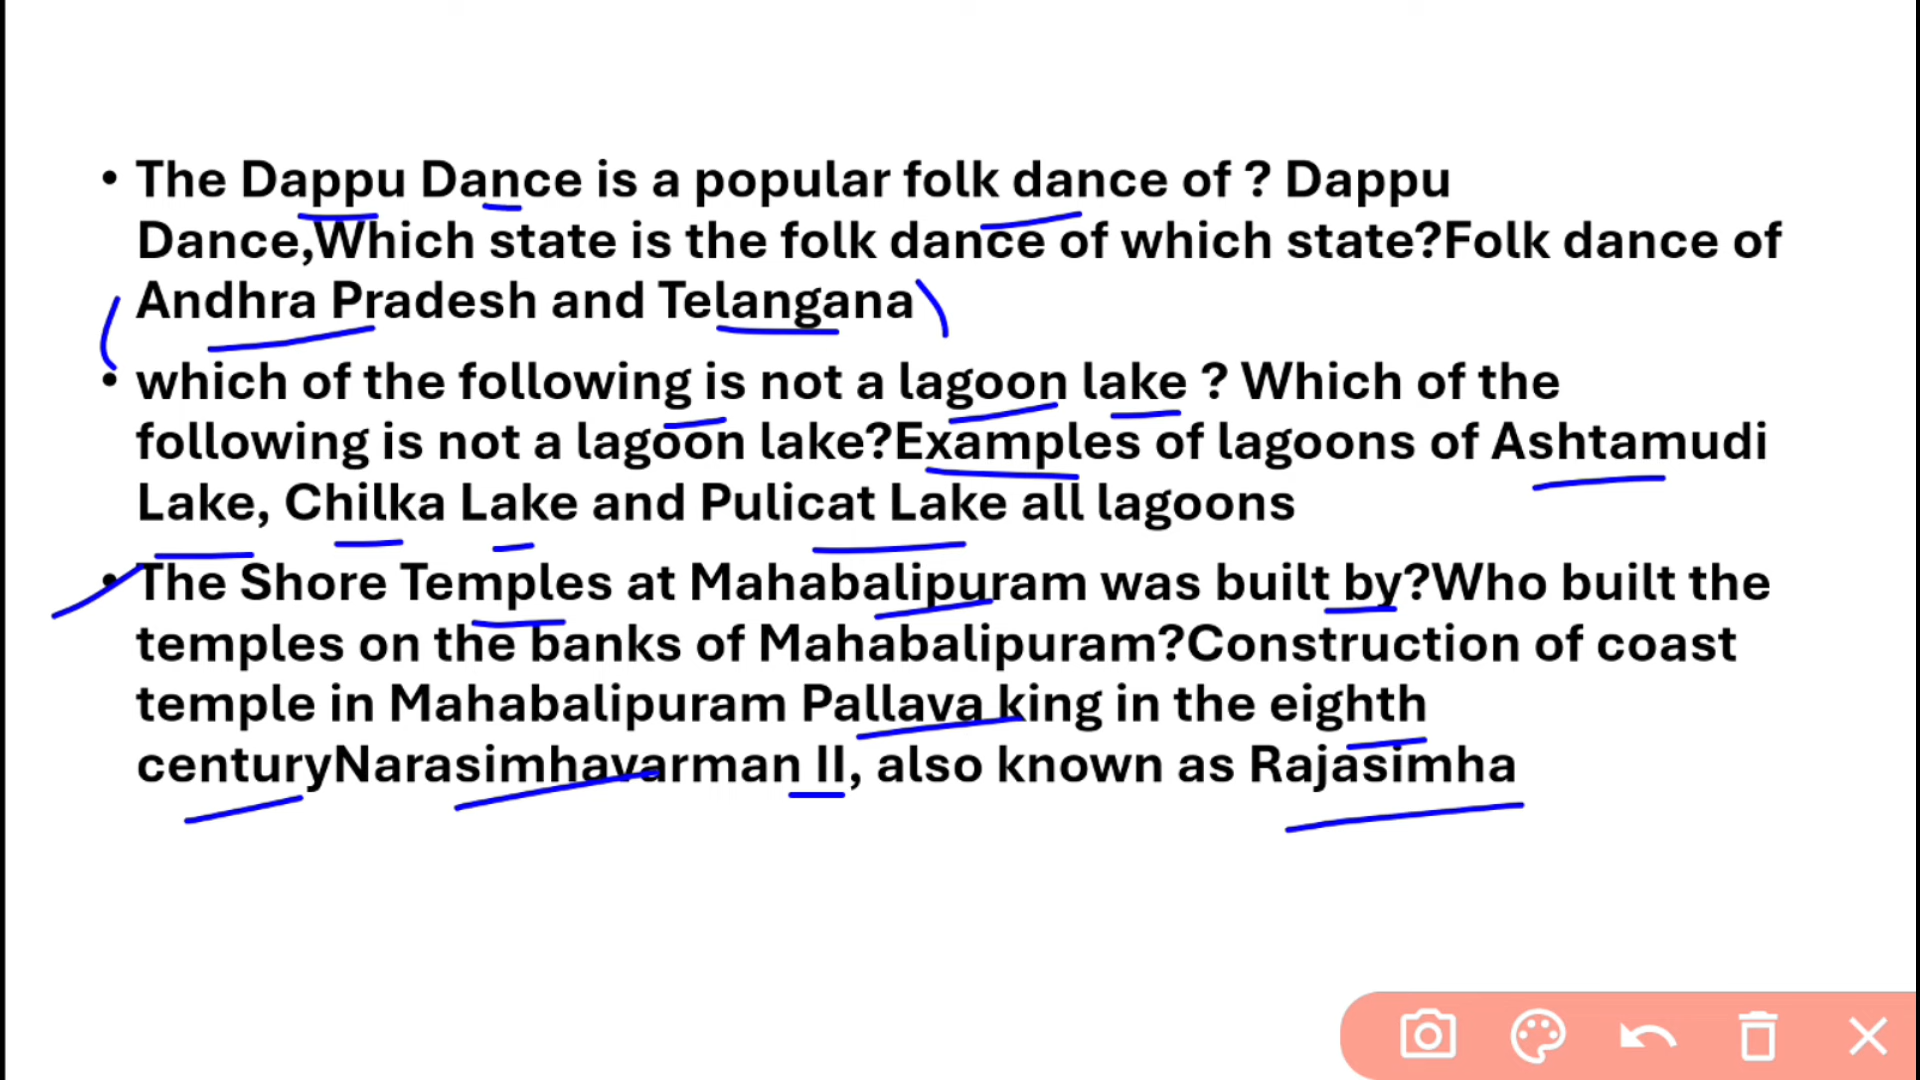 • The Dappu Dance is a popular folk dance of ? Dappu
Dance,Which state is the folk dance of which state?Folk dance of
Andhra Pradesh and Telangana
• which of the following is not a lagoon lake ? Which of the
following is not a lagoon lake?Examples of lagoons of Ashtamudi
Lake, Chilka Lake and Pulicat Lake all lagoons
• The Shore Temples at Mahabalipuram was built by?Who built the
temples on the banks of Mahabalipuram?Construction of coast
temple in Mahabalipuram Pallava king in the eighth
centuryNarasimhavarman II, also known as Rajasimha